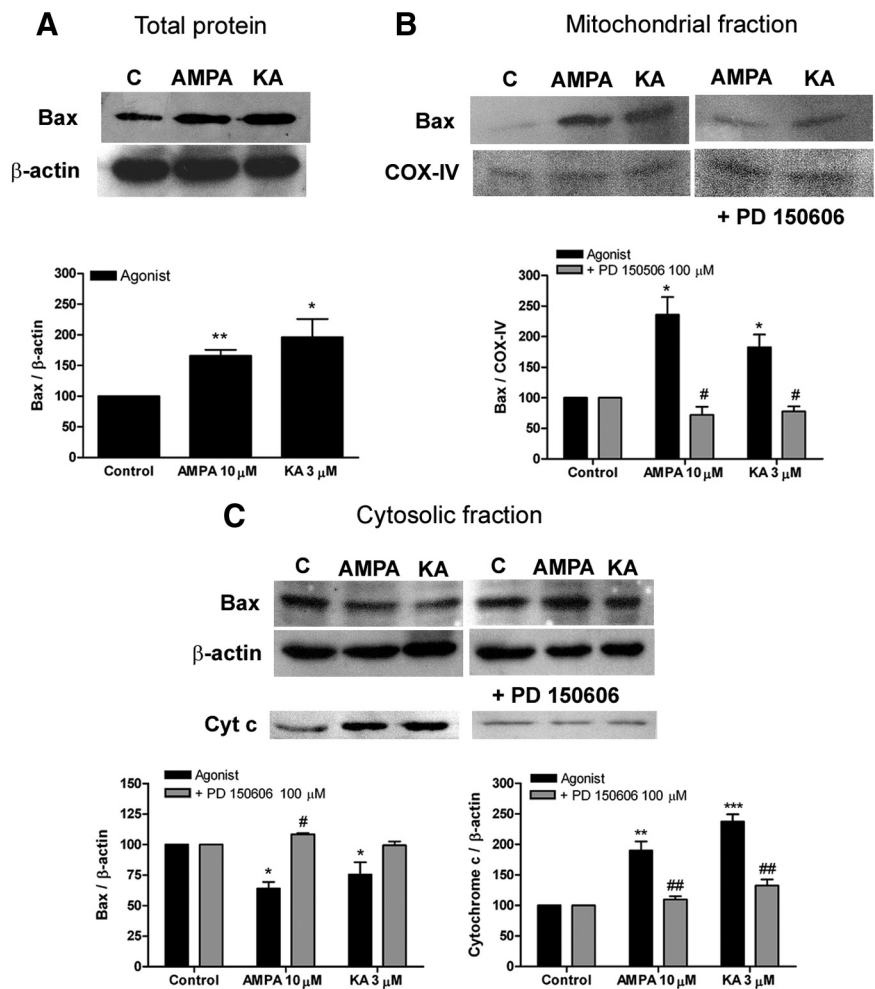 A Total protein
C AMPA KA
Bax
β-actin
300
250
200
150
100
50
0
Bax / β-actin
Agonist
**
*
Control AMPA 10 μM KA 3 μM
B Mitochondrial fraction
C AMPA KA AMPA KA
Bax
COX-IV
+ PD 150606
Agonist
+ PD 150506 100 μM
300
250
200
150
100
50
0
Bax / COX-IV
*
#
*
#
Control AMPA 10 μM KA 3 μM
C Cytosolic fraction
C AMPA KA C AMPA KA
Bax
β-actin
+ PD 150606
Cyt c
Agonist
+ PD 150606 100 μM
150
125
100
75
50
25
0
Bax / β-actin
*
#
*
Control AMPA 10 μM KA 3 μM
Agonist
+ PD 150606 100 μM
300
250
200
150
100
50
0
Cytochrome c / β-actin
**
##
***
##
Control AMPA 10 μM KA 3 μM